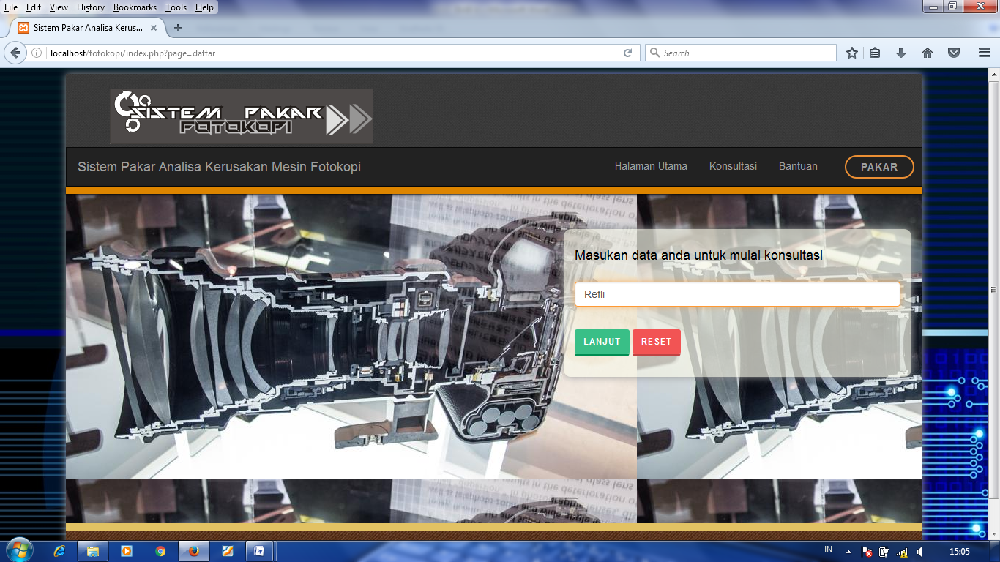 File Edit View History Bookmarks Tools Help
Sistem Pakar Analisa Kerus...
localhost/fotokopi/index.php?page=daftar
Search
SISTEM PAKAR
FOTOKOPI
Sistem Pakar Analisa Kerusakan Mesin Fotokopi
Halaman Utama
Konsultasi
Bantuan
PAKAR
Masukan data anda untuk mulai konsultasi
Refli
LANJUT
RESET
IN
15:05